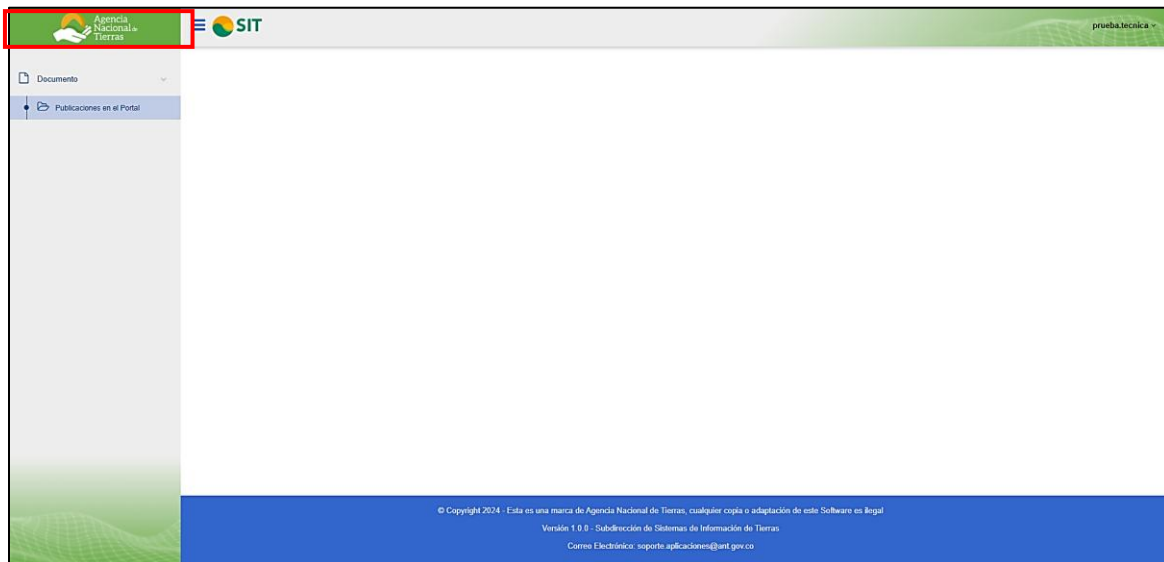 Agencia
Nacional de
Tierras
SIT
prueba.tecnica
Documento
Publicaciones en el Portal
© Copyright 2024 - Esta es una marca de Agencia Nacional de Tierras, cualquier copia o adaptación de este Software es ilegal
Versión 1.0.0 - Subdirección de Sistemas de Información de Tierras
Correo Electrónico: soporte.aplicaciones@ant.gov.co